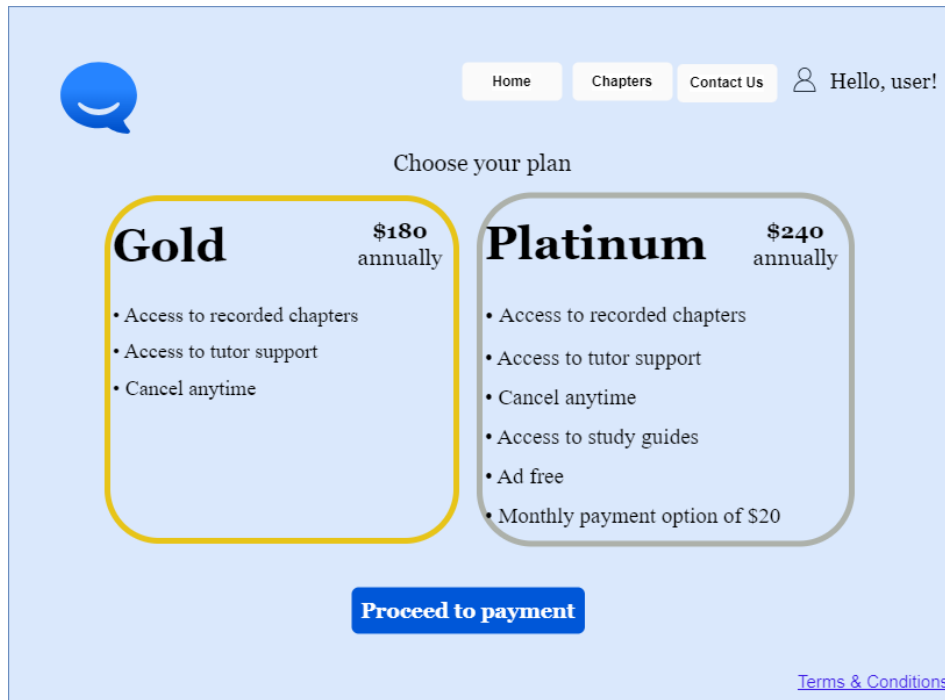 Home
Chapters
Contact Us
Hello, user!
Choose your plan
Gold
$180
annually
• Access to recorded chapters
• Access to tutor support
• Cancel anytime
Platinum
$240
annually
• Access to recorded chapters
• Access to tutor support
• Cancel anytime
• Access to study guides
• Ad free
• Monthly payment option of $20
Proceed to payment
Terms & Conditions